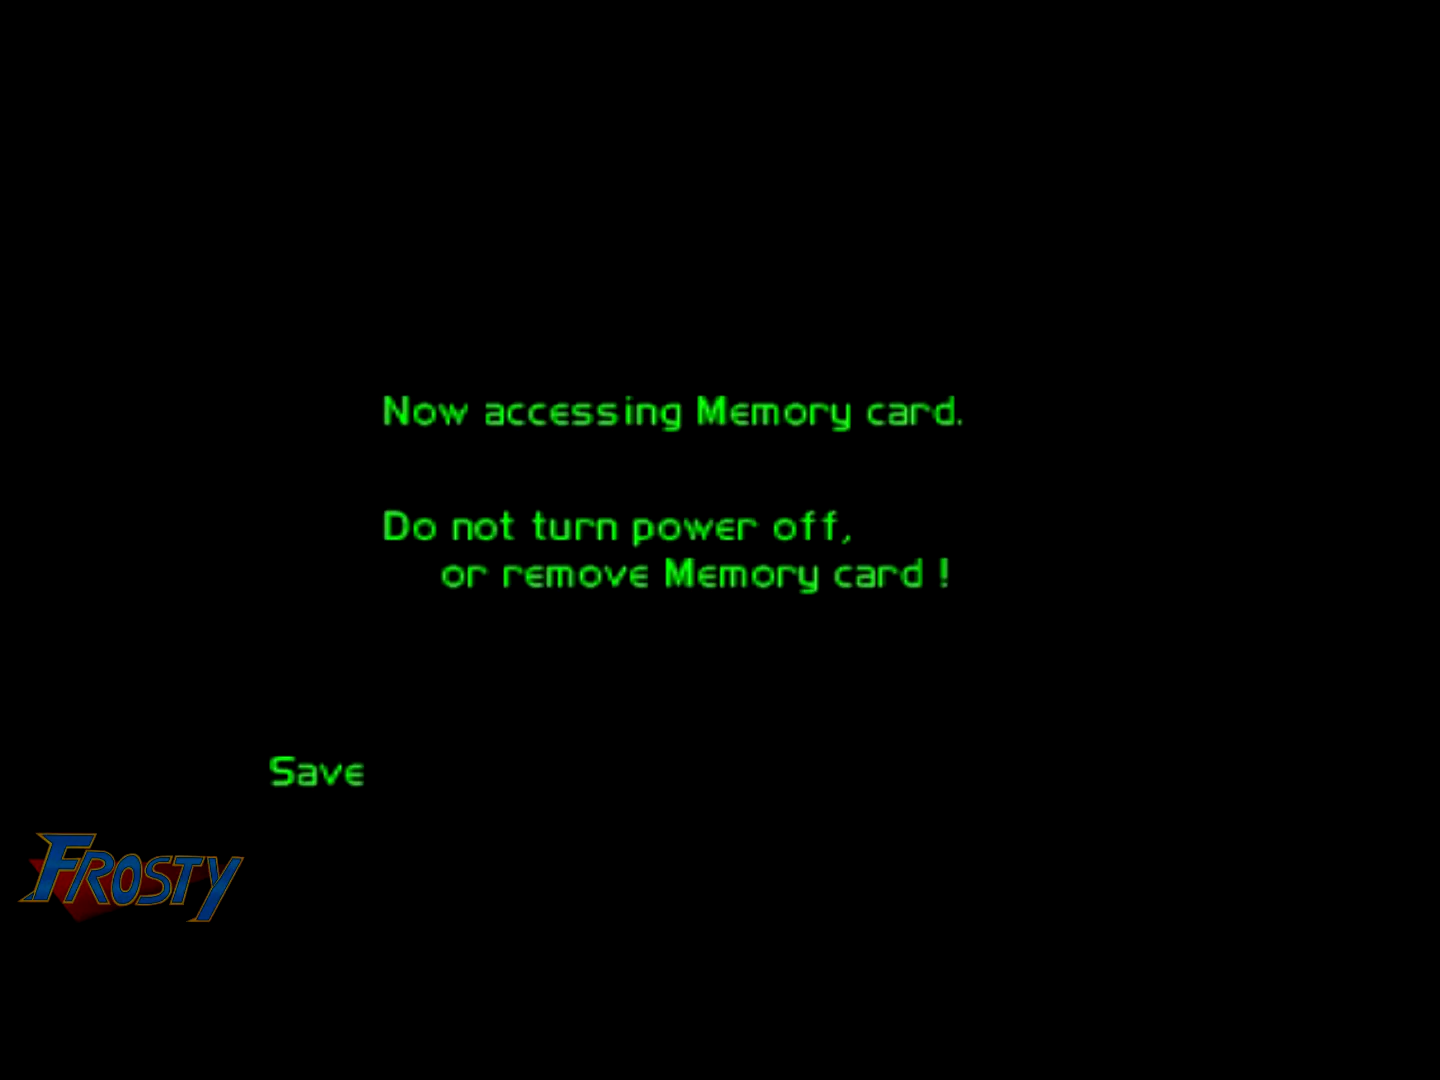 Now accessing Memory card.
Do not turn power off,
or remove Memory card !
Save
FROSTY